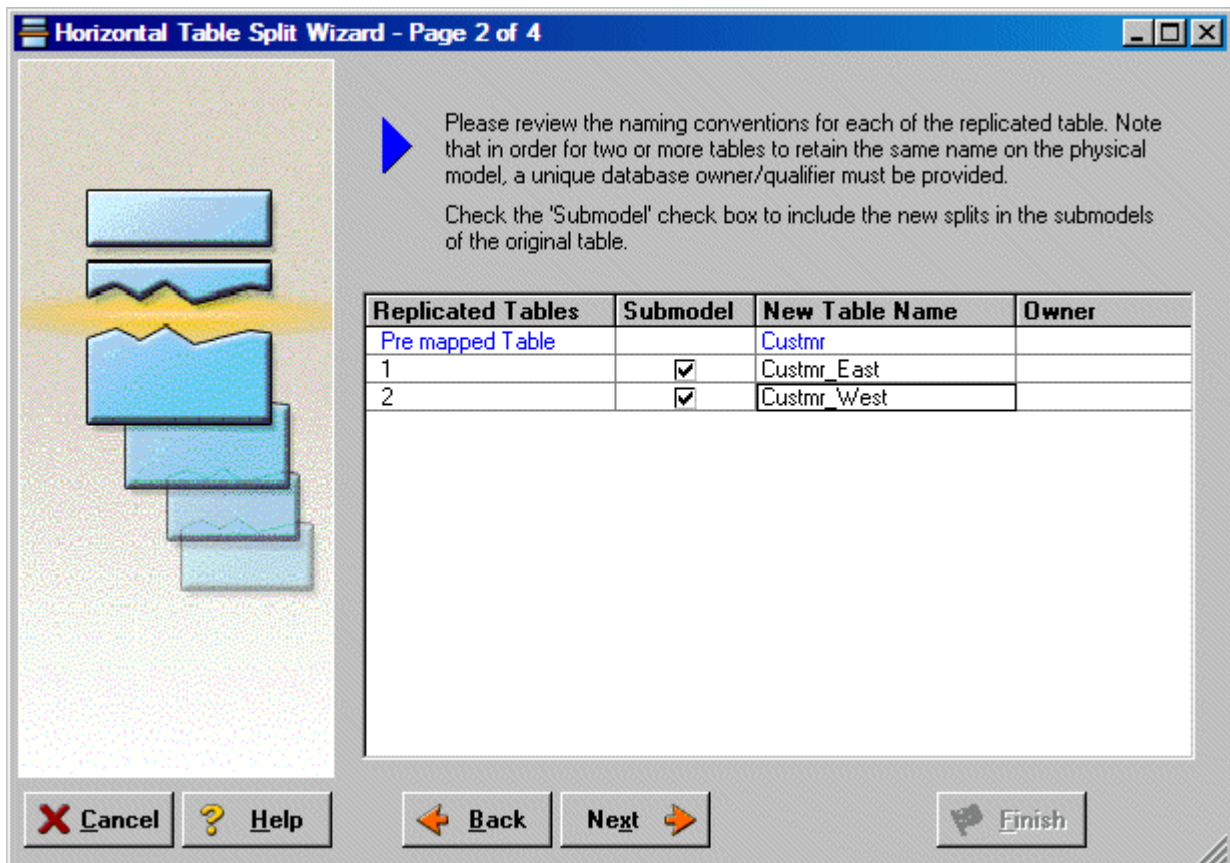 Horizontal Table Split Wizard - Page 2 of 4
Please review the naming conventions for each of the replicated table. Note
that in order for two or more tables to retain the same name on the physical
model, a unique database owner/qualifier must be provided.
Check the 'Submodel' check box to include the new splits in the submodels
of the original table.
Replicated Tables Submodel New Table Name Owner
Pre mapped Table Custmr
1 Custmr_East
2 Custmr_West
Cancel Help Back Next Finish